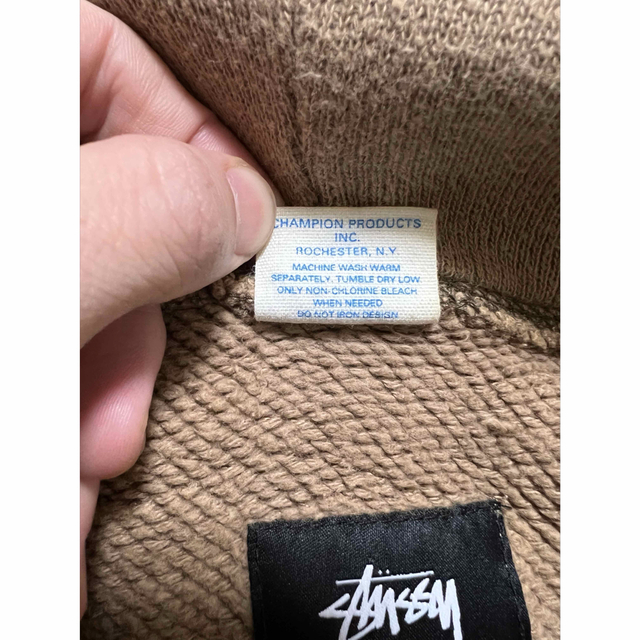 CHAMPION PRODUCTS
INC.
ROCHESTER, N.Y
MACHINE WASH WARM
SEPARATELY. TUMBLE DRY LOW
ONLY NON-CHLORINE BLEACH
WHEN NEEDED
DO NOT IRON DESIGN
STÜSSY